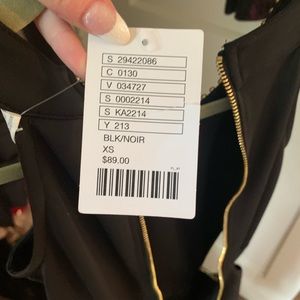 S 29422086
C 0130
V 034727
S 0002214
S KA2214
Y 213
BLK/NOIR
XS
$89.00